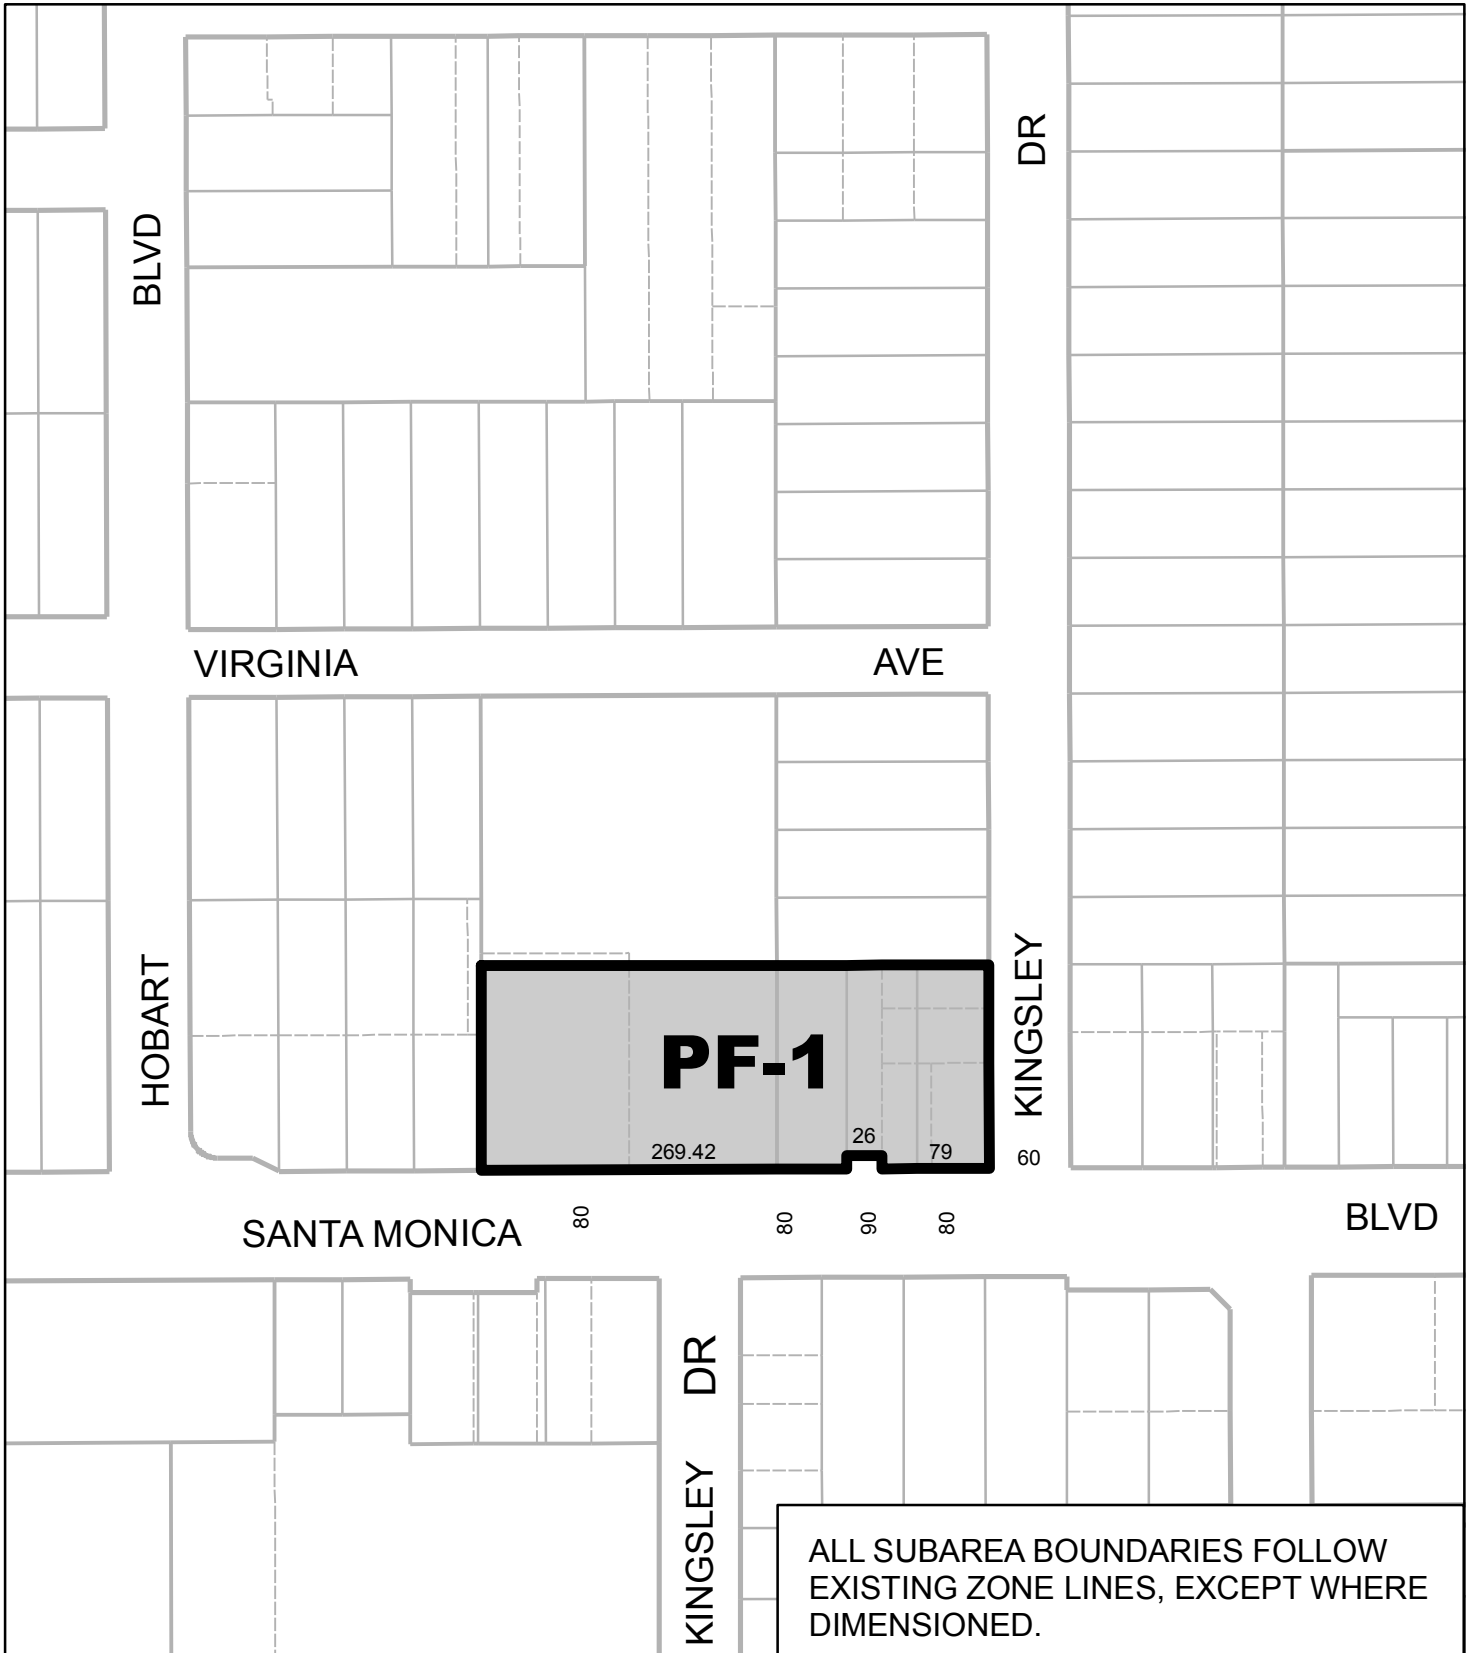 DR
BLVD
VIRGINIA
AVE
HOBART
KINGSLEY
PF-1
269.42
26
79
60
80
80
90
80
SANTA MONICA
BLVD
DR
KINGSLEY
ALL SUBAREA BOUNDARIES FOLLOW
EXISTING ZONE LINES, EXCEPT WHERE
DIMENSIONED.